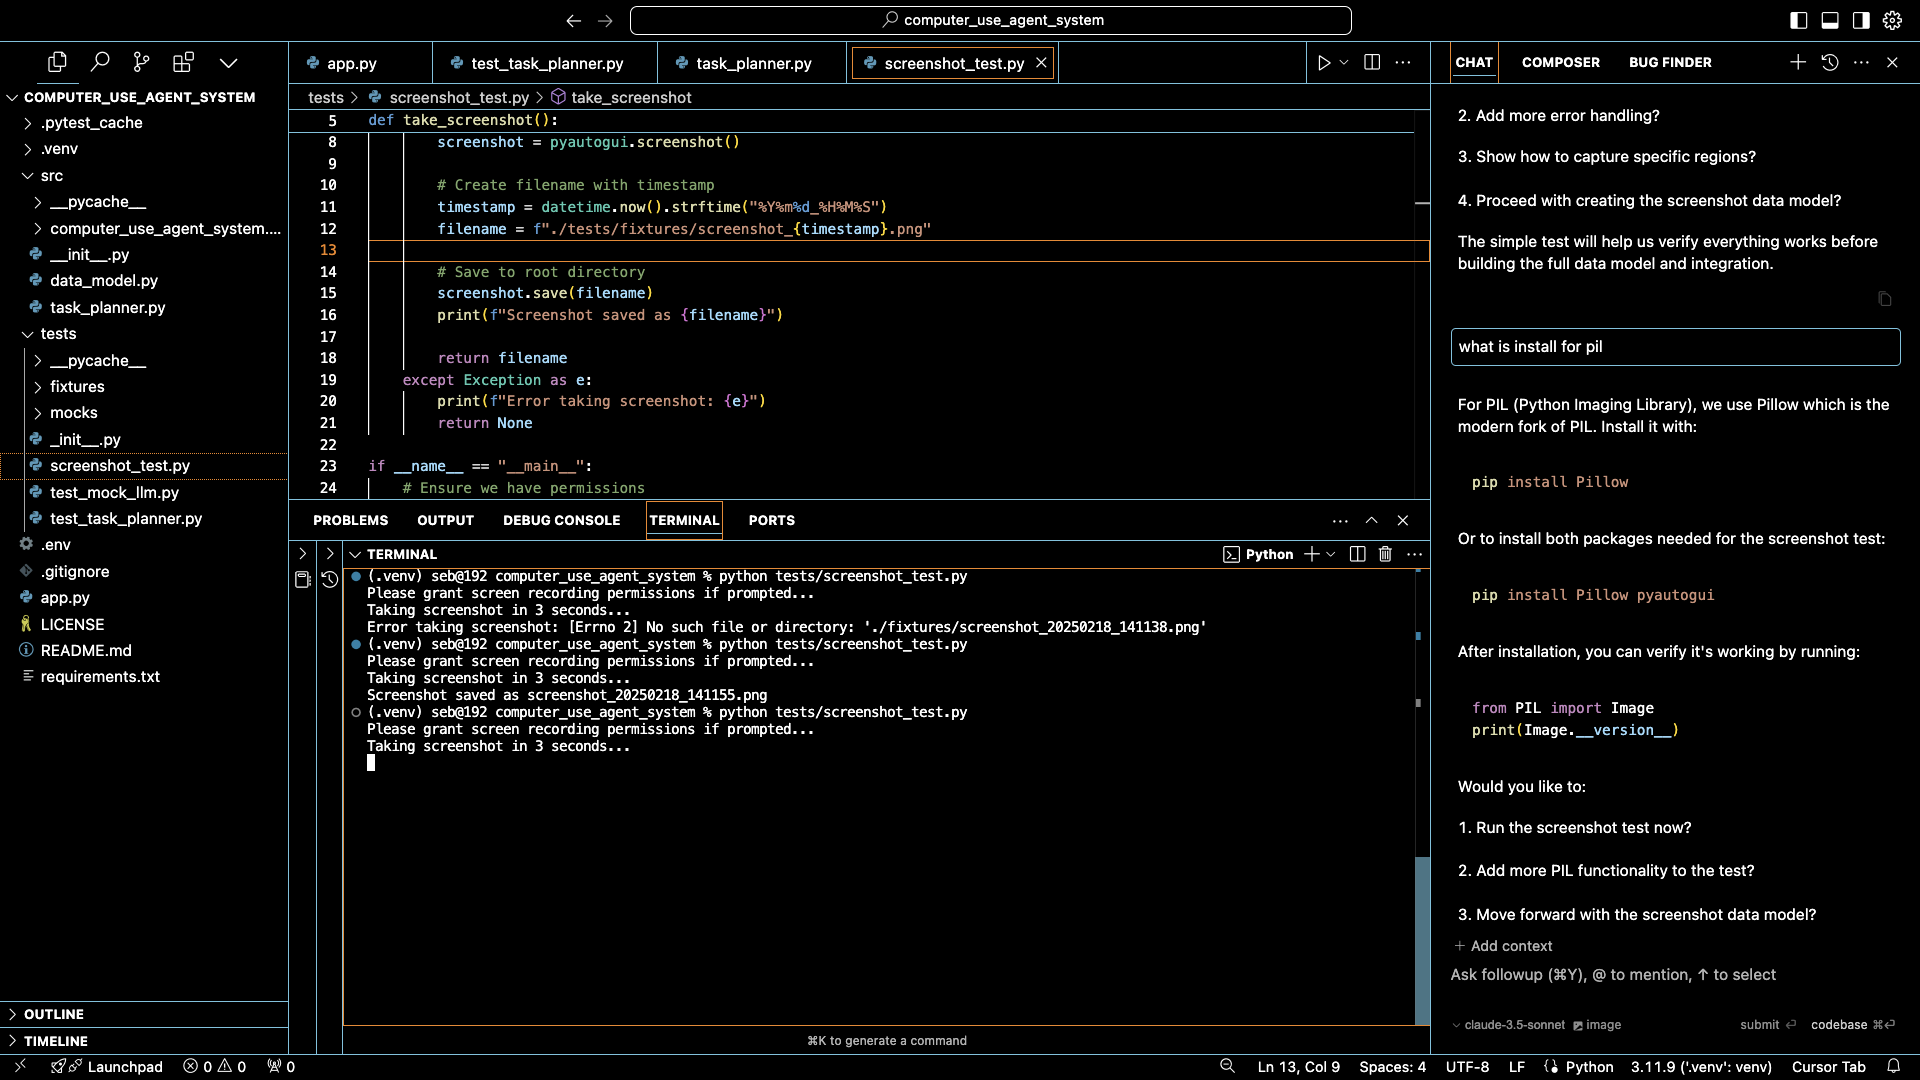 computer_use_agent_system
app.py
test_task_planner.py
task_planner.py
screenshot_test.py
COMPUTER_USE_AGENT_SYSTEM
.pytest_cache
.venv
src
__pycache__
computer_use_agent_system....
__init__.py
data_model.py
task_planner.py
tests
__pycache__
fixtures
mocks
_init__.py
screenshot_test.py
test_mock_llm.py
test_task_planner.py
.env
.gitignore
app.py
LICENSE
README.md
requirements.txt
OUTLINE
TIMELINE
tests > screenshot_test.py > take_screenshot
5 def take_screenshot():
8 screenshot = pyautogui.screenshot()
9
10 # Create filename with timestamp
11 timestamp = datetime.now().strftime("%Y%m%d_%H%M%S")
12 filename = f"./tests/fixtures/screenshot_{timestamp}.png"
13
14 # Save to root directory
15 screenshot.save(filename)
16 print(f"Screenshot saved as {filename}")
17
18 return filename
19 except Exception as e:
20 print(f"Error taking screenshot: {e}")
21 return None
22
23 if __name__ == "__main__":
24 # Ensure we have permissions
PROBLEMS
OUTPUT
DEBUG CONSOLE
TERMINAL
PORTS
TERMINAL
Python
(.venv) seb@192 computer_use_agent_system % python tests/screenshot_test.py
Please grant screen recording permissions if prompted...
Taking screenshot in 3 seconds...
Error taking screenshot: [Errno 2] No such file or directory: './fixtures/screenshot_20250218_141138.png'
(.venv) seb@192 computer_use_agent_system % python tests/screenshot_test.py
Please grant screen recording permissions if prompted...
Taking screenshot in 3 seconds...
Screenshot saved as screenshot_20250218_141155.png
(.venv) seb@192 computer_use_agent_system % python tests/screenshot_test.py
Please grant screen recording permissions if prompted...
Taking screenshot in 3 seconds...
⌘K to generate a command
CHAT
COMPOSER
BUG FINDER
2. Add more error handling?
3. Show how to capture specific regions?
4. Proceed with creating the screenshot data model?
The simple test will help us verify everything works before
building the full data model and integration.
what is install for pil
For PIL (Python Imaging Library), we use Pillow which is the
modern fork of PIL. Install it with:
pip install Pillow
Or to install both packages needed for the screenshot test:
pip install Pillow pyautogui
After installation, you can verify it's working by running:
from PIL import Image
print(Image.__version__)
Would you like to:
1. Run the screenshot test now?
2. Add more PIL functionality to the test?
3. Move forward with the screenshot data model?
+ Add context
Ask followup (⌘Y), @ to mention, ↑ to select
claude-3.5-sonnet
image
submit ⏎
codebase ⌘⏎
Launchpad
0
0
0
Ln 13, Col 9
Spaces: 4
UTF-8
LF
Python
3.11.9 ('.venv': venv)
Cursor Tab